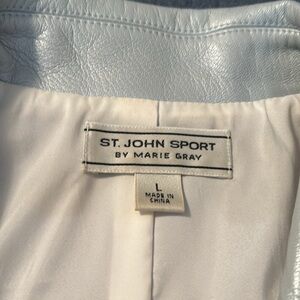 ST. JOHN SPORT
BY MARIE GRAY
L
MADE IN
CHINA